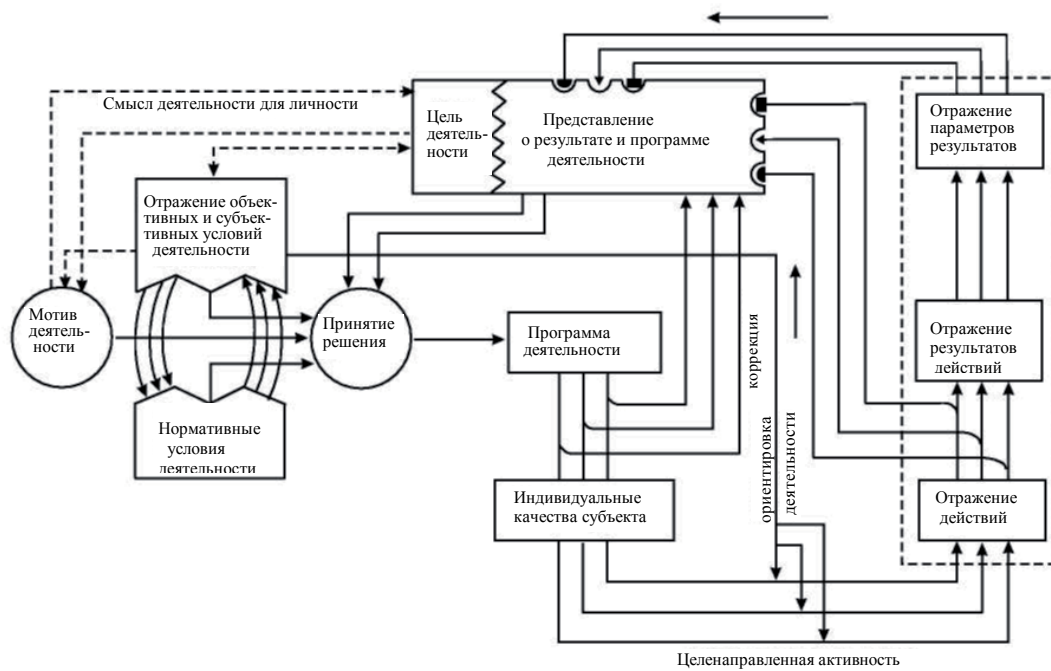 Смысл деятельности для личности
Цель
деятель-
ности
Представление
о результате и программе
деятельности
Отражение
параметров
результатов
Отражение объек-
тивных и субъек-
тивных условий
деятельности
Мотив
деятель-
ности
Принятие
решения
Программа
деятельности
Отражение
результатов
действий
Нормативные
условия
деятельности
коррекция
ориентировка
деятельности
Индивидуальные
качества субъекта
Отражение
действий
Целенаправленная активность